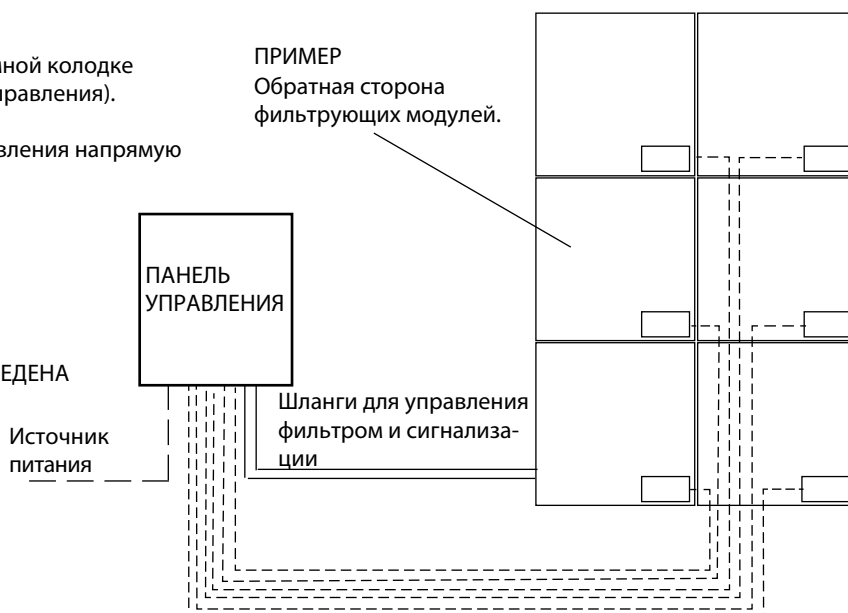 мной колодке
правления).
вления напрямую
ЕДЕНА
ПРИМЕР
Обратная сторона
фильтрующих модулей.
ПАНЕЛЬ
УПРАВЛЕНИЯ
Шланги для управления
фильтром и сигнализа-
ции
Источник
питания